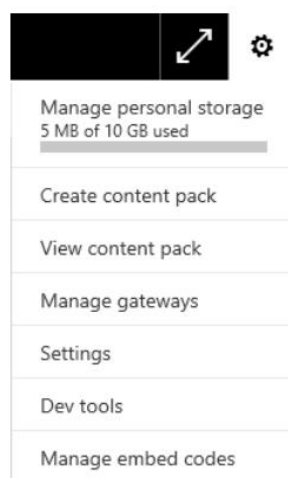 Manage personal storage
5 MB of 10 GB used
Create content pack
View content pack
Manage gateways
Settings
Dev tools
Manage embed codes